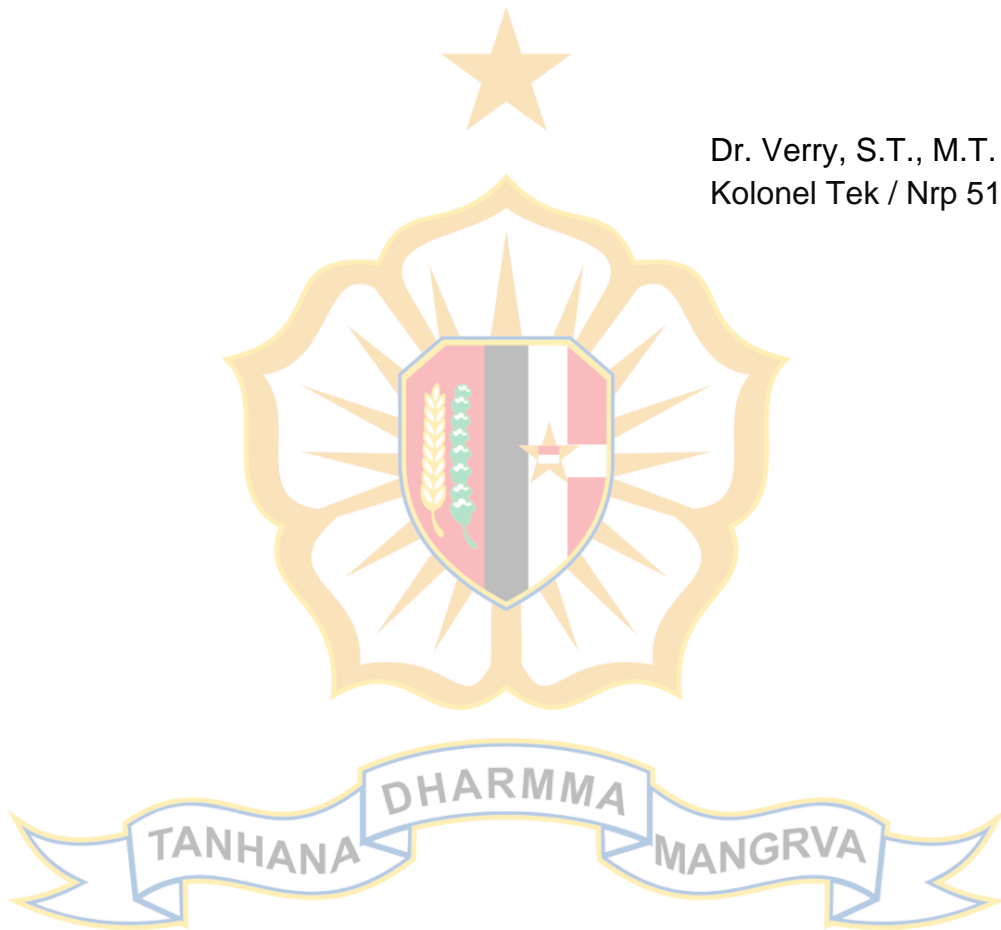 Dr. Verry, S.T., M.T.
Kolonel Tek / Nrp 51
TANHANA DHARMMA MANGRVA